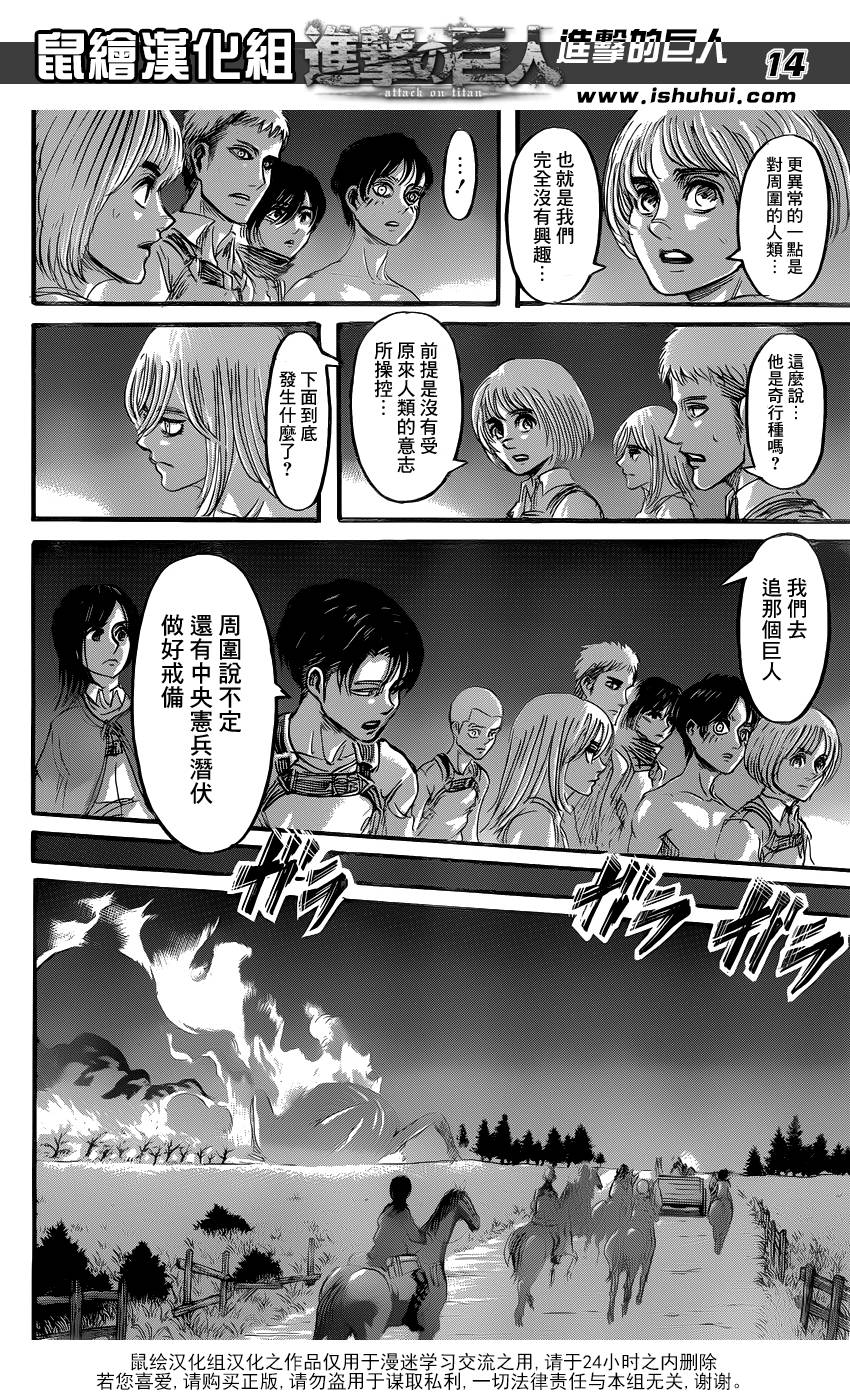 鼠繪漢化組
進撃の巨人
attack on titan
進擊的巨人
www.ishuhui.com
14
更異常的一點是
對周圍的人類…
也就是我們
完全沒有興趣…
…!
這麼說…
他是奇行種嗎?
前提是沒有受
原來人類的意志
所操控…
下面到底
發生什麼了?
我們去
追那個巨人
周圍說不定
還有中央憲兵潛伏
做好戒備
ガラ
ガラ
ガラ
鼠绘汉化组汉化之作品仅用于漫迷学习交流之用, 请于24小时之内删除
若您喜爱, 请购买正版, 请勿盗用于谋取私利, 一切法律责任与本组无关, 谢谢。